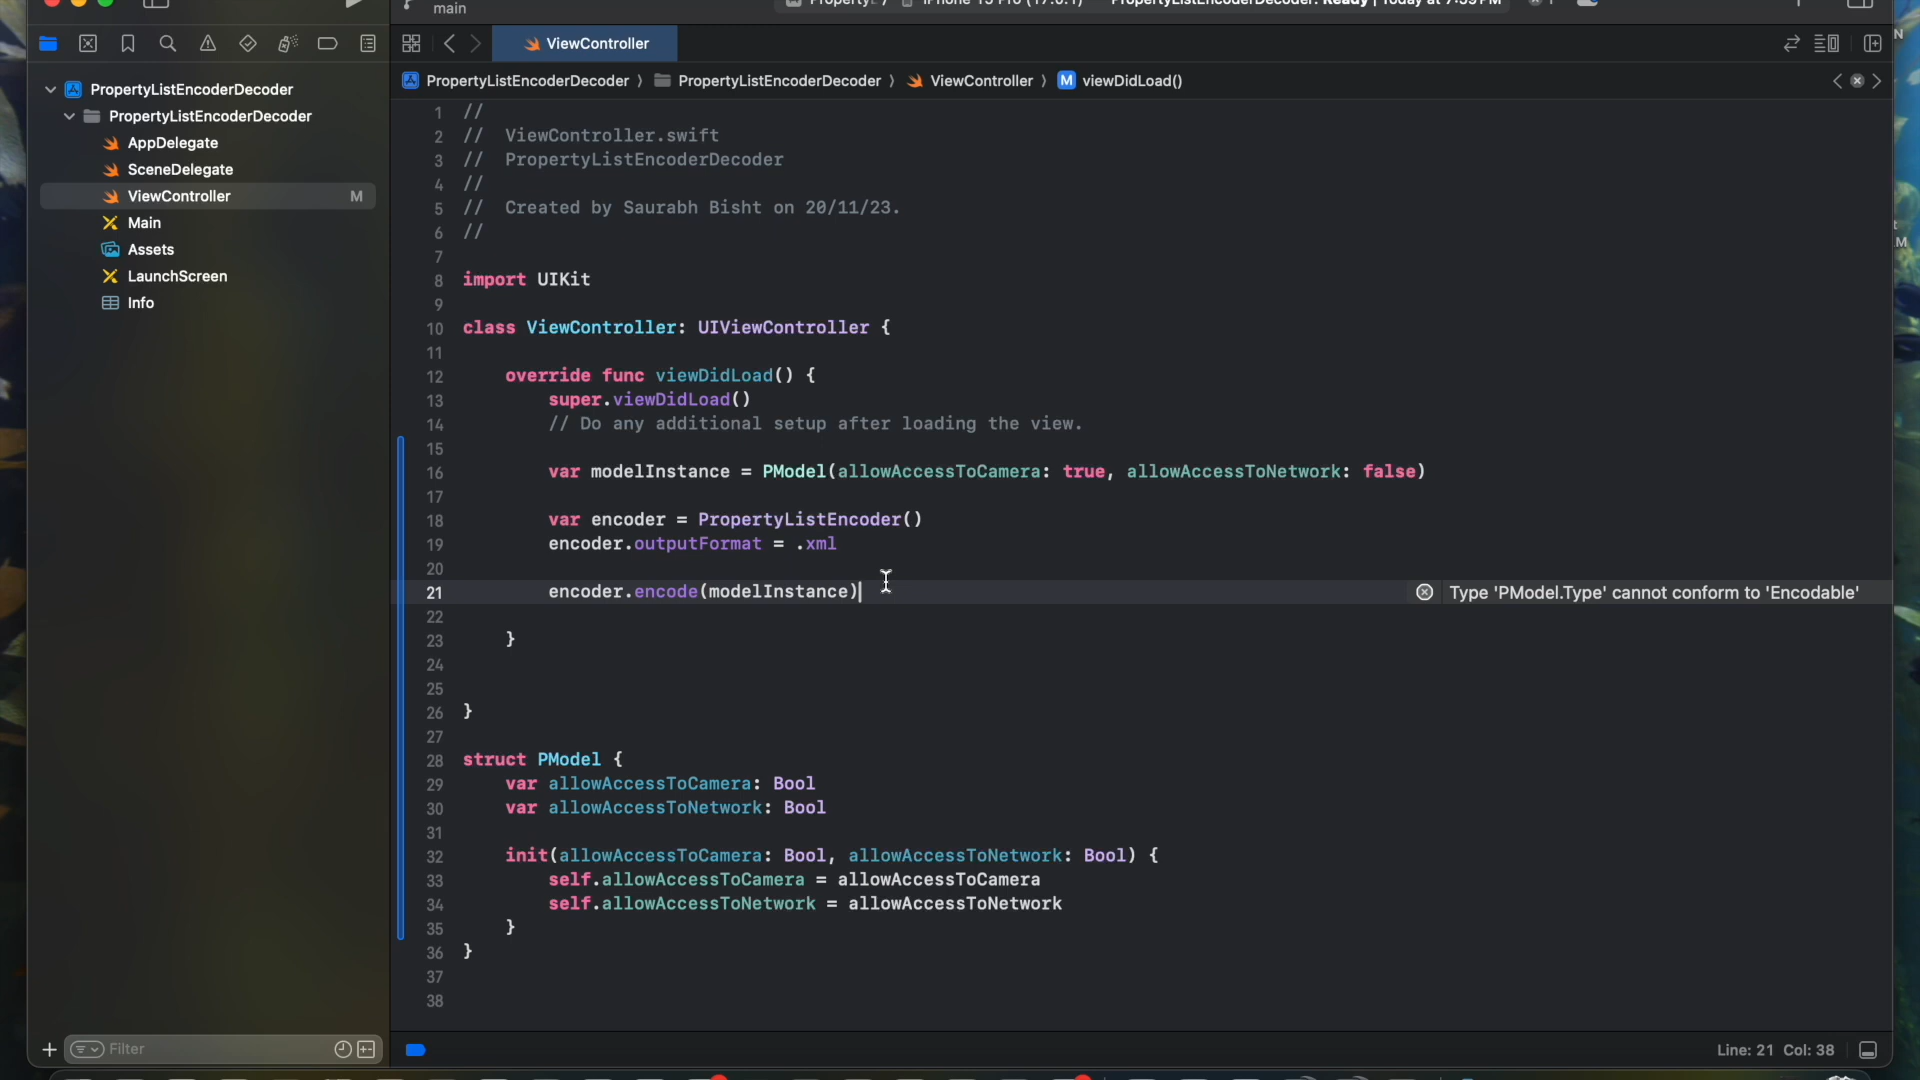 main
ViewController
PropertyListEncoderDecoder
PropertyListEncoderDecoder
AppDelegate
SceneDelegate
ViewController M
Main
Assets
LaunchScreen
Info
Filter
PropertyListEncoderDecoder 〉 PropertyListEncoderDecoder 〉 ViewController 〉 M viewDidLoad()
1 //
2 //  ViewController.swift
3 //  PropertyListEncoderDecoder
4 //
5 //  Created by Saurabh Bisht on 20/11/23.
6 //
7
8 import UIKit
9
10 class ViewController: UIViewController {
11
12     override func viewDidLoad() {
13         super.viewDidLoad()
14         // Do any additional setup after loading the view.
15
16         var modelInstance = PModel(allowAccessToCamera: true, allowAccessToNetwork: false)
17
18         var encoder = PropertyListEncoder()
19         encoder.outputFormat = .xml
20
21         encoder.encode(modelInstance) Type 'PModel.Type' cannot conform to 'Encodable'
22
23     }
24
25
26 }
27
28 struct PModel {
29     var allowAccessToCamera: Bool
30     var allowAccessToNetwork: Bool
31
32     init(allowAccessToCamera: Bool, allowAccessToNetwork: Bool) {
33         self.allowAccessToCamera = allowAccessToCamera
34         self.allowAccessToNetwork = allowAccessToNetwork
35     }
36 }
37
38
Line: 21 Col: 38